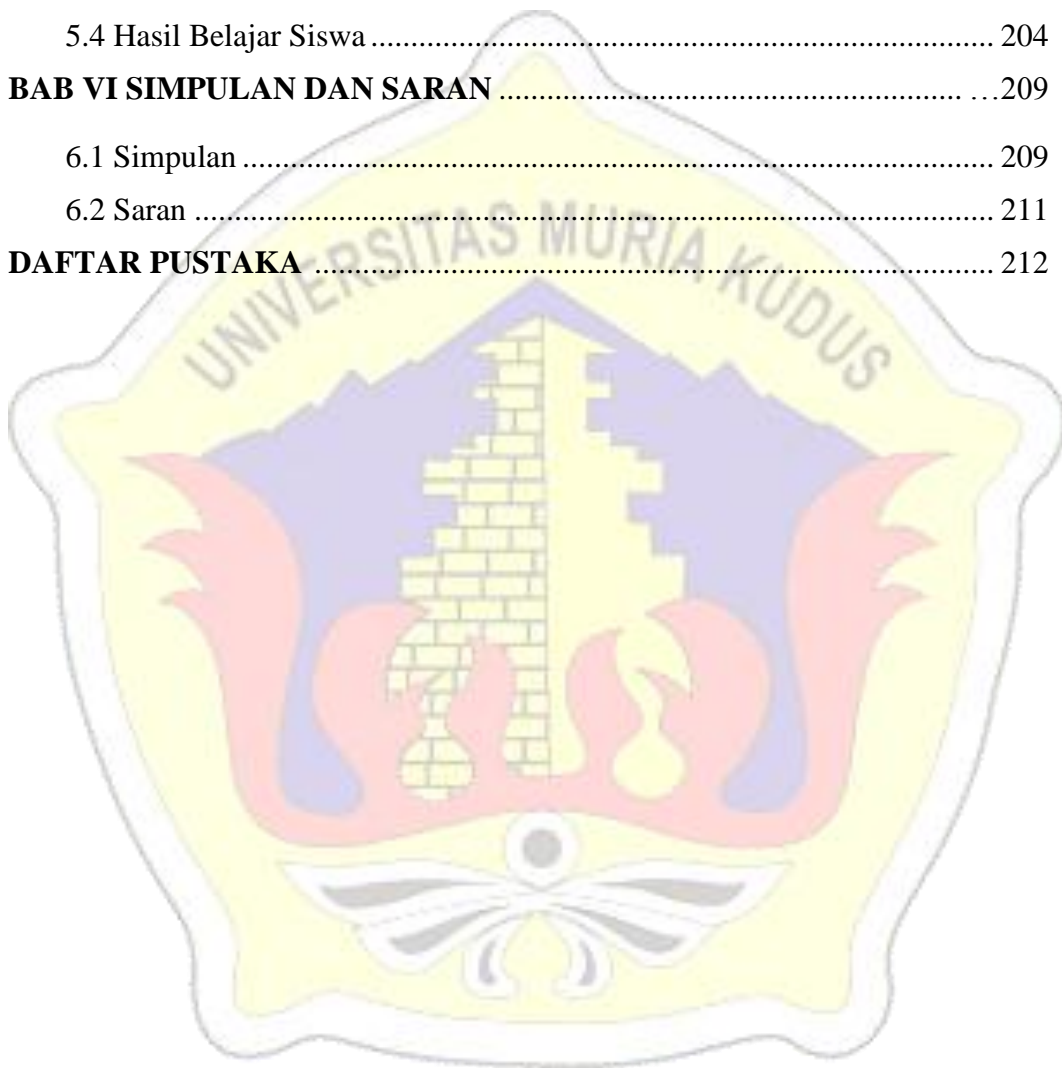 5.4 Hasil Belajar Siswa ............................................................................. 204
BAB VI SIMPULAN DAN SARAN ......................................................... …209
6.1 Simpulan ............................................................................................. 209
6.2 Saran ................................................................................................... 211
DAFTAR PUSTAKA .................................................................................... 212
UNIVERSITAS MURIA KUDUS